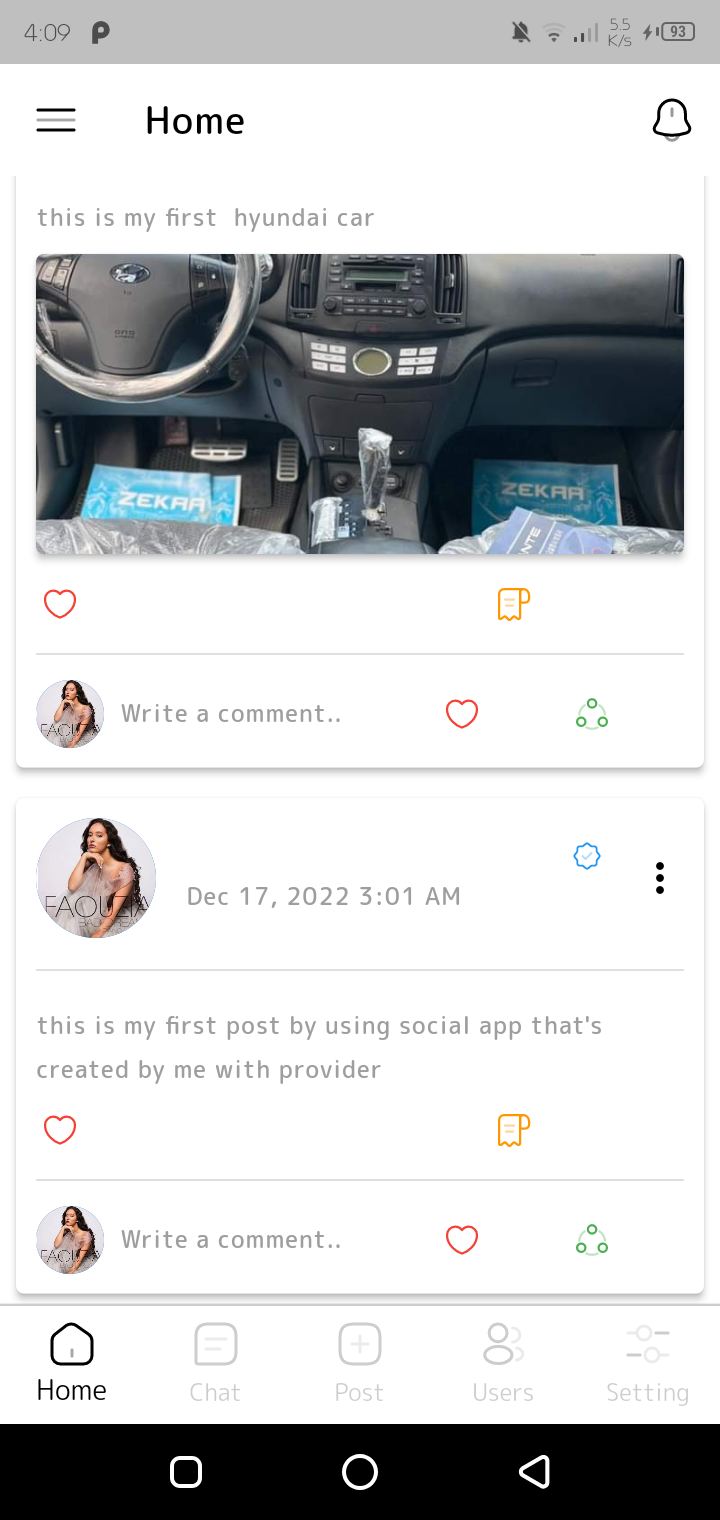 4:09
5.5
K/s
93
Home
this is my first  hyundai car
ZEKAA
ZEKAA
Write a comment..
Dec 17, 2022 3:01 AM
FAOUZIA
this is my first post by using social app that's
created by me with provider
Write a comment..
Home
Chat
Post
Users
Setting